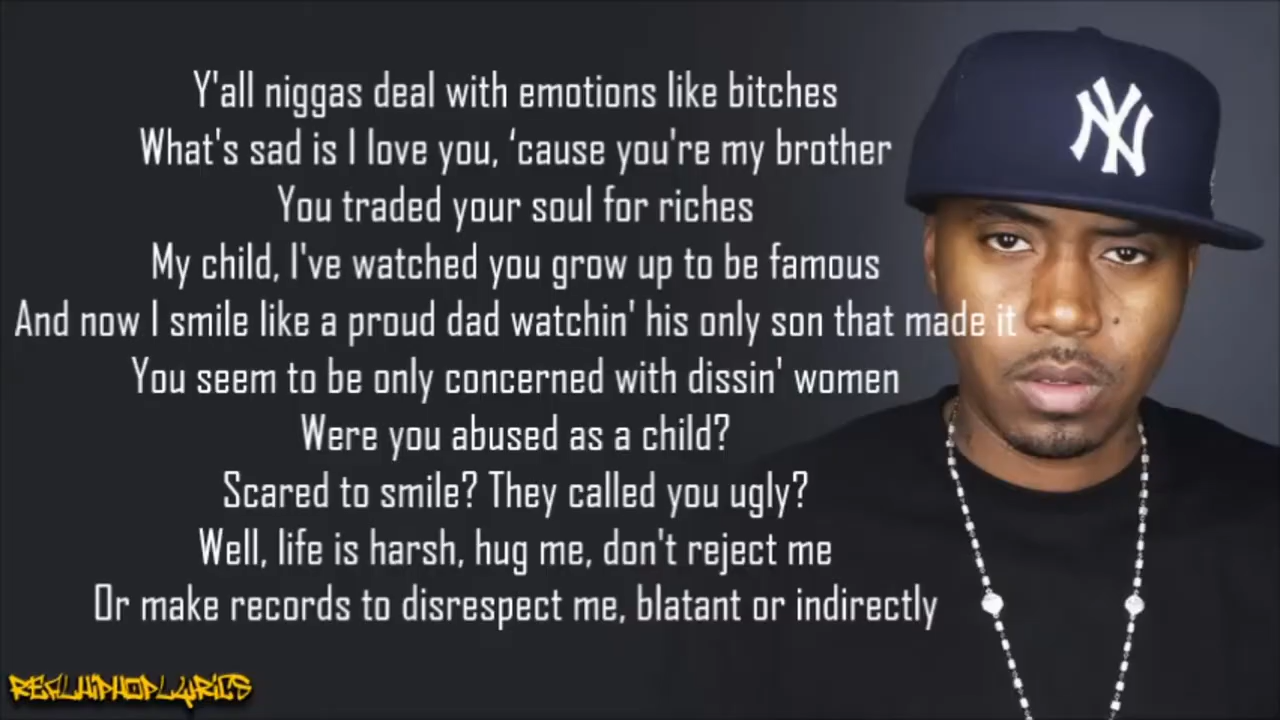 Y'all niggas deal with emotions like bitches
What's sad is I love you, ‘cause you're my brother
You traded your soul for riches
My child, I've watched you grow up to be famous
And now I smile like a proud dad watchin' his only son that made it
You seem to be only concerned with dissin' women
Were you abused as a child?
Scared to smile? They called you ugly?
Well, life is harsh, hug me, don't reject me
Or make records to disrespect me, blatant or indirectly
REALHIPHOPLYRICS
NY